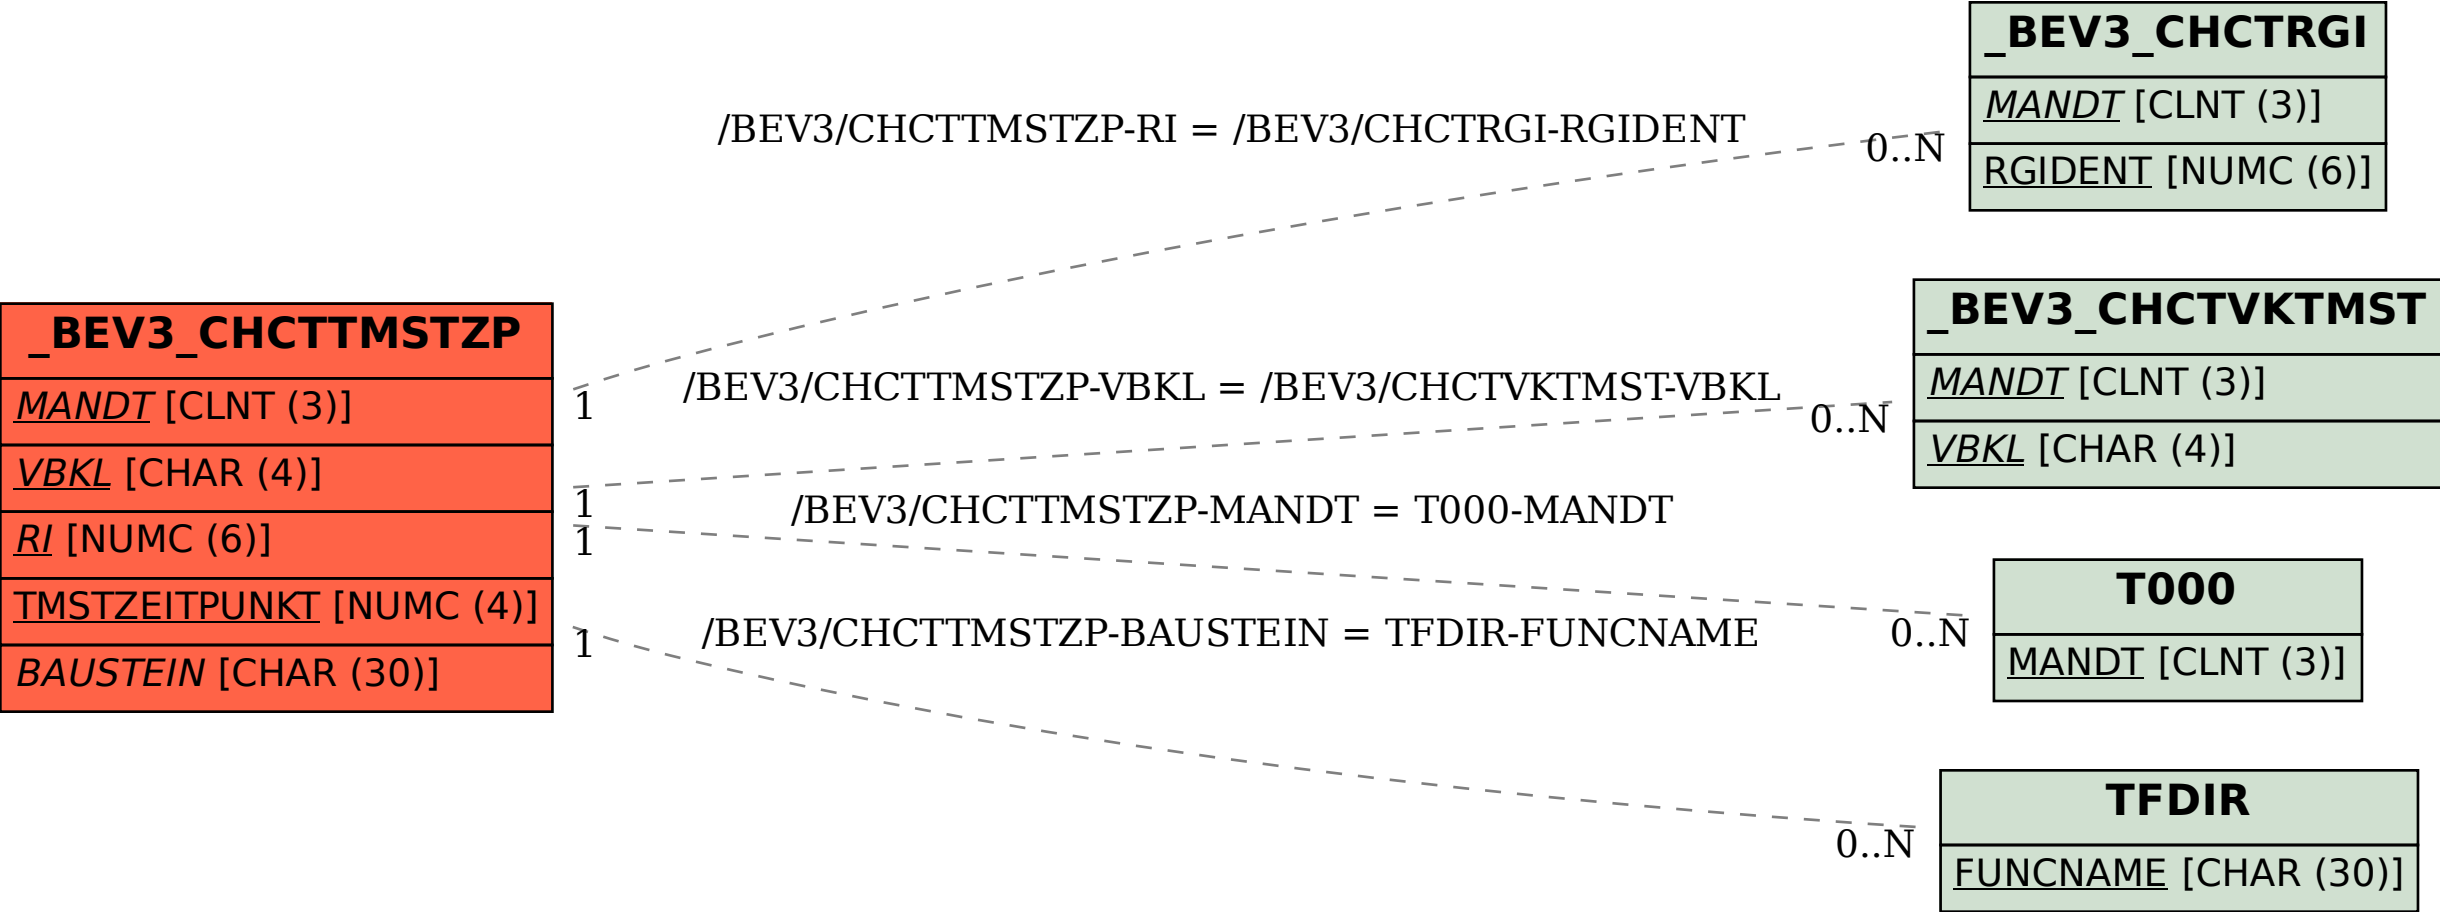 _BEV3_CHCTTMSTZP
MANDT [CLNT (3)]
VBKL [CHAR (4)]
RI [NUMC (6)]
TMSTZEITPUNKT [NUMC (4)]
BAUSTEIN [CHAR (30)]
/BEV3/CHCTTMSTZP-RI = /BEV3/CHCTRGI-RGIDENT
1
0..N
/BEV3/CHCTTMSTZP-VBKL = /BEV3/CHCTVKTMST-VBKL
1
0..N
/BEV3/CHCTTMSTZP-MANDT = T000-MANDT
1
0..N
/BEV3/CHCTTMSTZP-BAUSTEIN = TFDIR-FUNCNAME
1
0..N
_BEV3_CHCTRGI
MANDT [CLNT (3)]
RGIDENT [NUMC (6)]
_BEV3_CHCTVKTMST
MANDT [CLNT (3)]
VBKL [CHAR (4)]
T000
MANDT [CLNT (3)]
TFDIR
FUNCNAME [CHAR (30)]